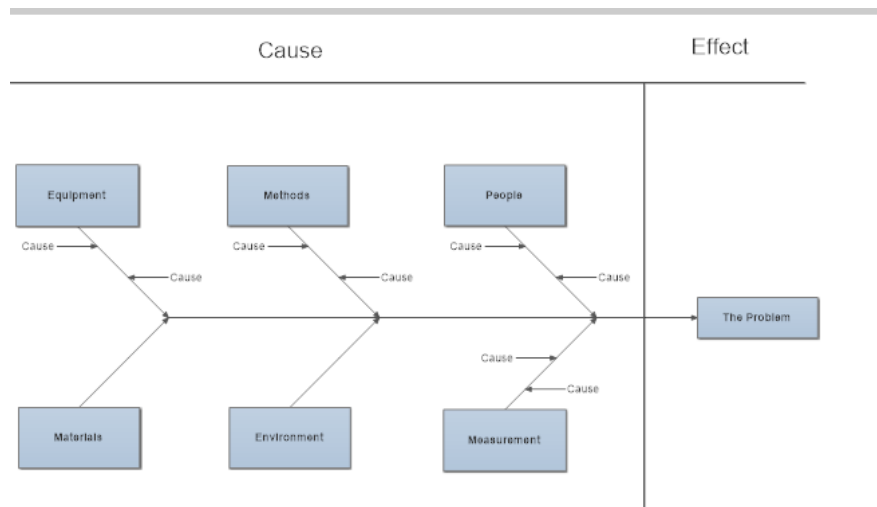 Cause
Effect
Equipment
Methods
People
Cause
Cause
Cause
Cause
Cause
Cause
The Problem
Cause
Cause
Materials
Environment
Measurement